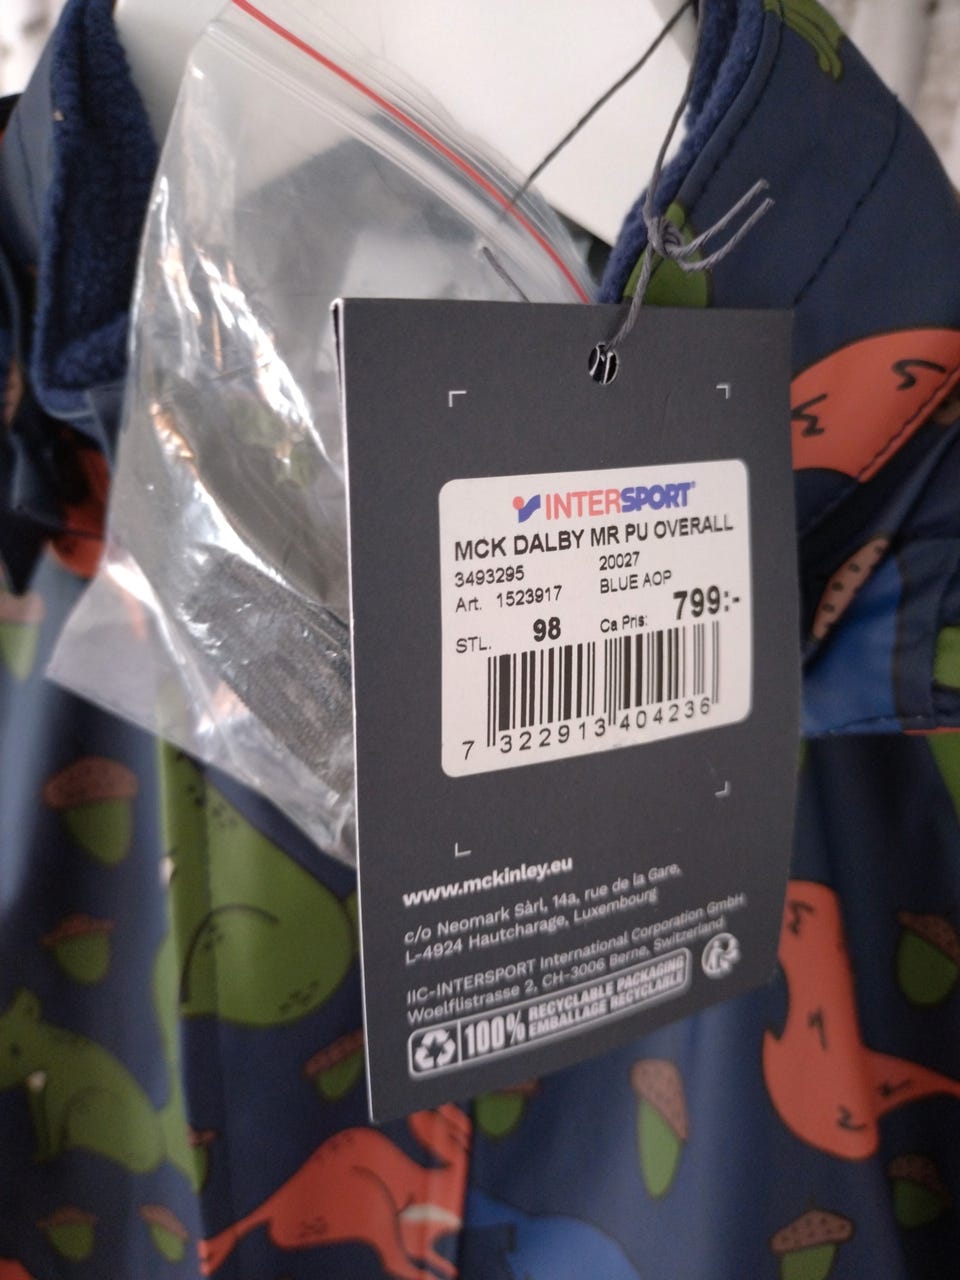 INTERSPORT®
MCK DALBY MR PU OVERALL
3493295 20027
Art. 1523917 BLUE AOP
STL. 98 Ca Pris: 799:-
7 322913 404236
www.mckinley.eu
c/o Neomark Sàrl, 14a, rue de la Gare,
L-4924 Hautcharage, Luxembourg
IIC-INTERSPORT International Corporation GmbH
Woelflistrasse 2, CH-3006 Berne, Switzerland
100% RECYCLABLE PACKAGING
EMBALLAGE RECYCLABLE